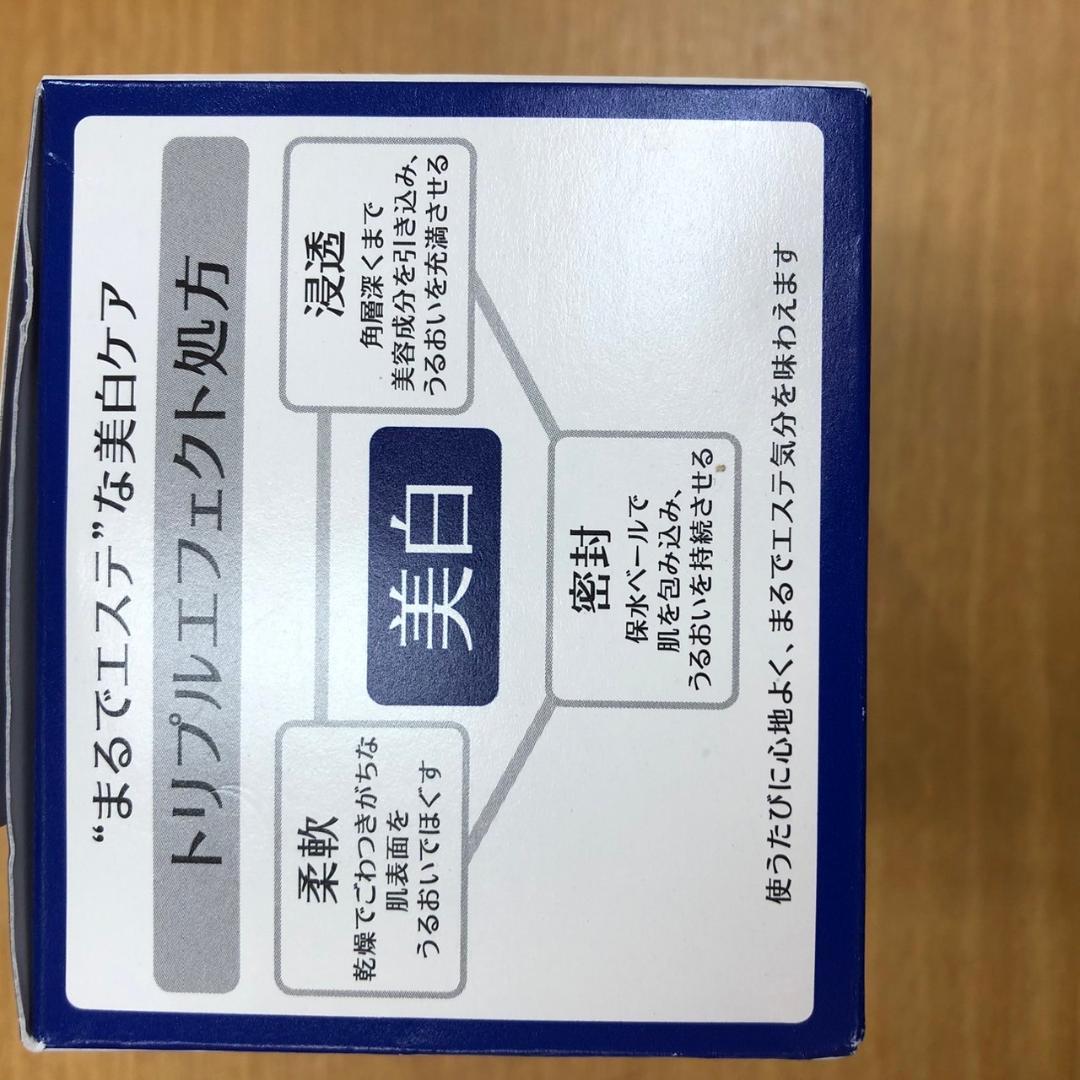 “まるでエステ”な美白ケア
トリプルエフェクト処方
柔軟
乾燥でごわつきがちな
肌表面を
うるおいでほぐす
浸透
角層深くまで
美容成分を引き込み、
うるおいを充満させる
美白
密封
保水ベールで
肌を包み込み、
うるおいを持続させる
使うたびに心地よく、まるでエステ気分を味わえます